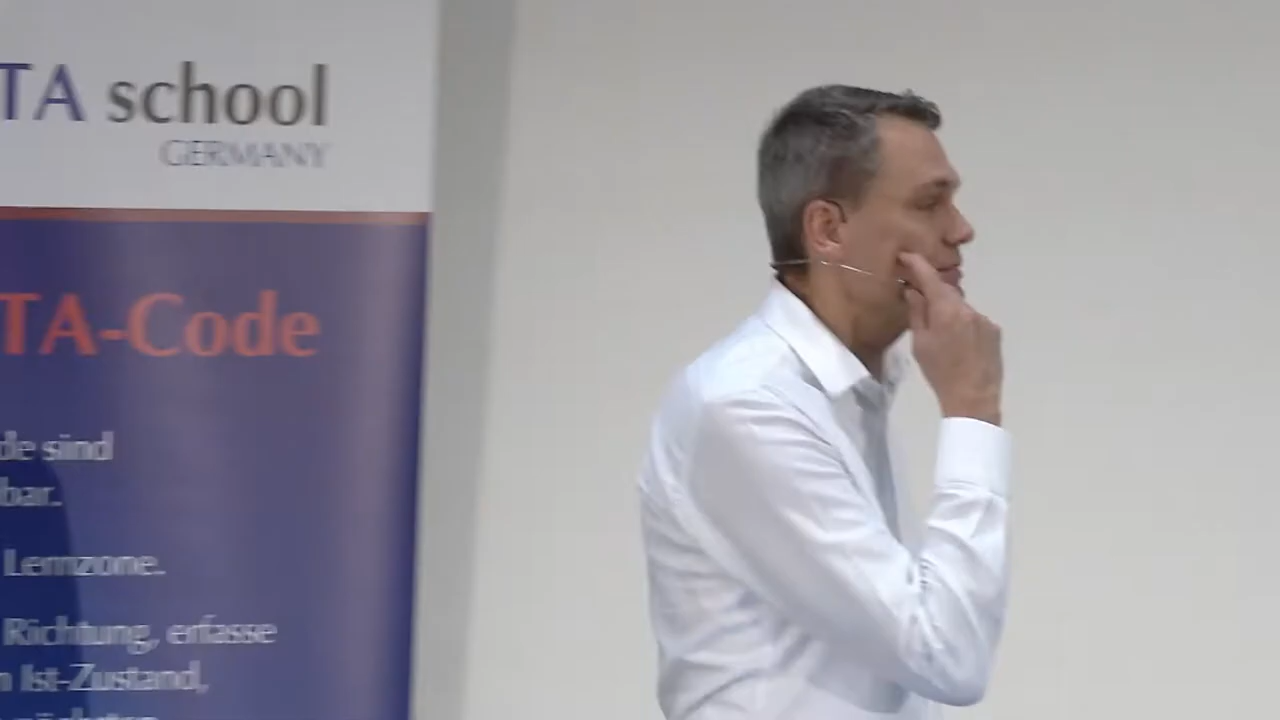 TA school
GERMANY
TA-Code
de sind
bar.
Lernzone.
Richtung, erfasse
n Ist-Zustand,